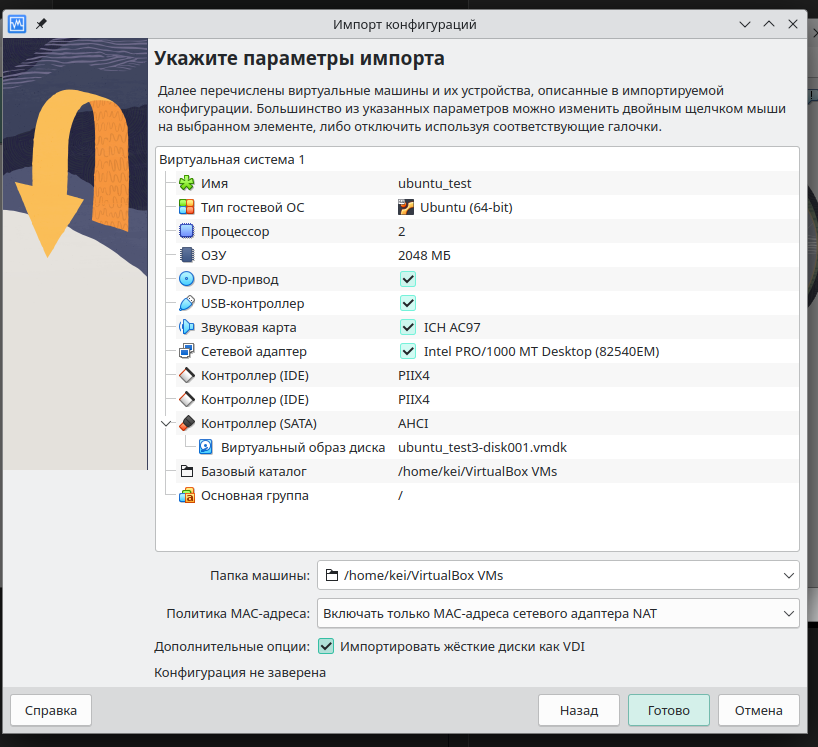 Импорт конфигураций
Укажите параметры импорта
Далее перечислены виртуальные машины и их устройства, описанные в импортируемой
конфигурации. Большинство из указанных параметров можно изменить двойным щелчком мыши
на выбранном элементе, либо отключить используя соответствующие галочки.
Виртуальная система 1
Имя ubuntu_test
Тип гостевой ОС Ubuntu (64-bit)
Процессор 2
ОЗУ 2048 МБ
DVD-привод
USB-контроллер
Звуковая карта ICH AC97
Сетевой адаптер Intel PRO/1000 MT Desktop (82540EM)
Контроллер (IDE) PIIX4
Контроллер (IDE) PIIX4
Контроллер (SATA) AHCI
Виртуальный образ диска ubuntu_test3-disk001.vmdk
Базовый каталог /home/kei/VirtualBox VMs
Основная группа /
Папка машины: /home/kei/VirtualBox VMs
Политика MAC-адреса: Включать только MAC-адреса сетевого адаптера NAT
Дополнительные опции: Импортировать жёсткие диски как VDI
Конфигурация не заверена
Справка Назад Готово Отмена